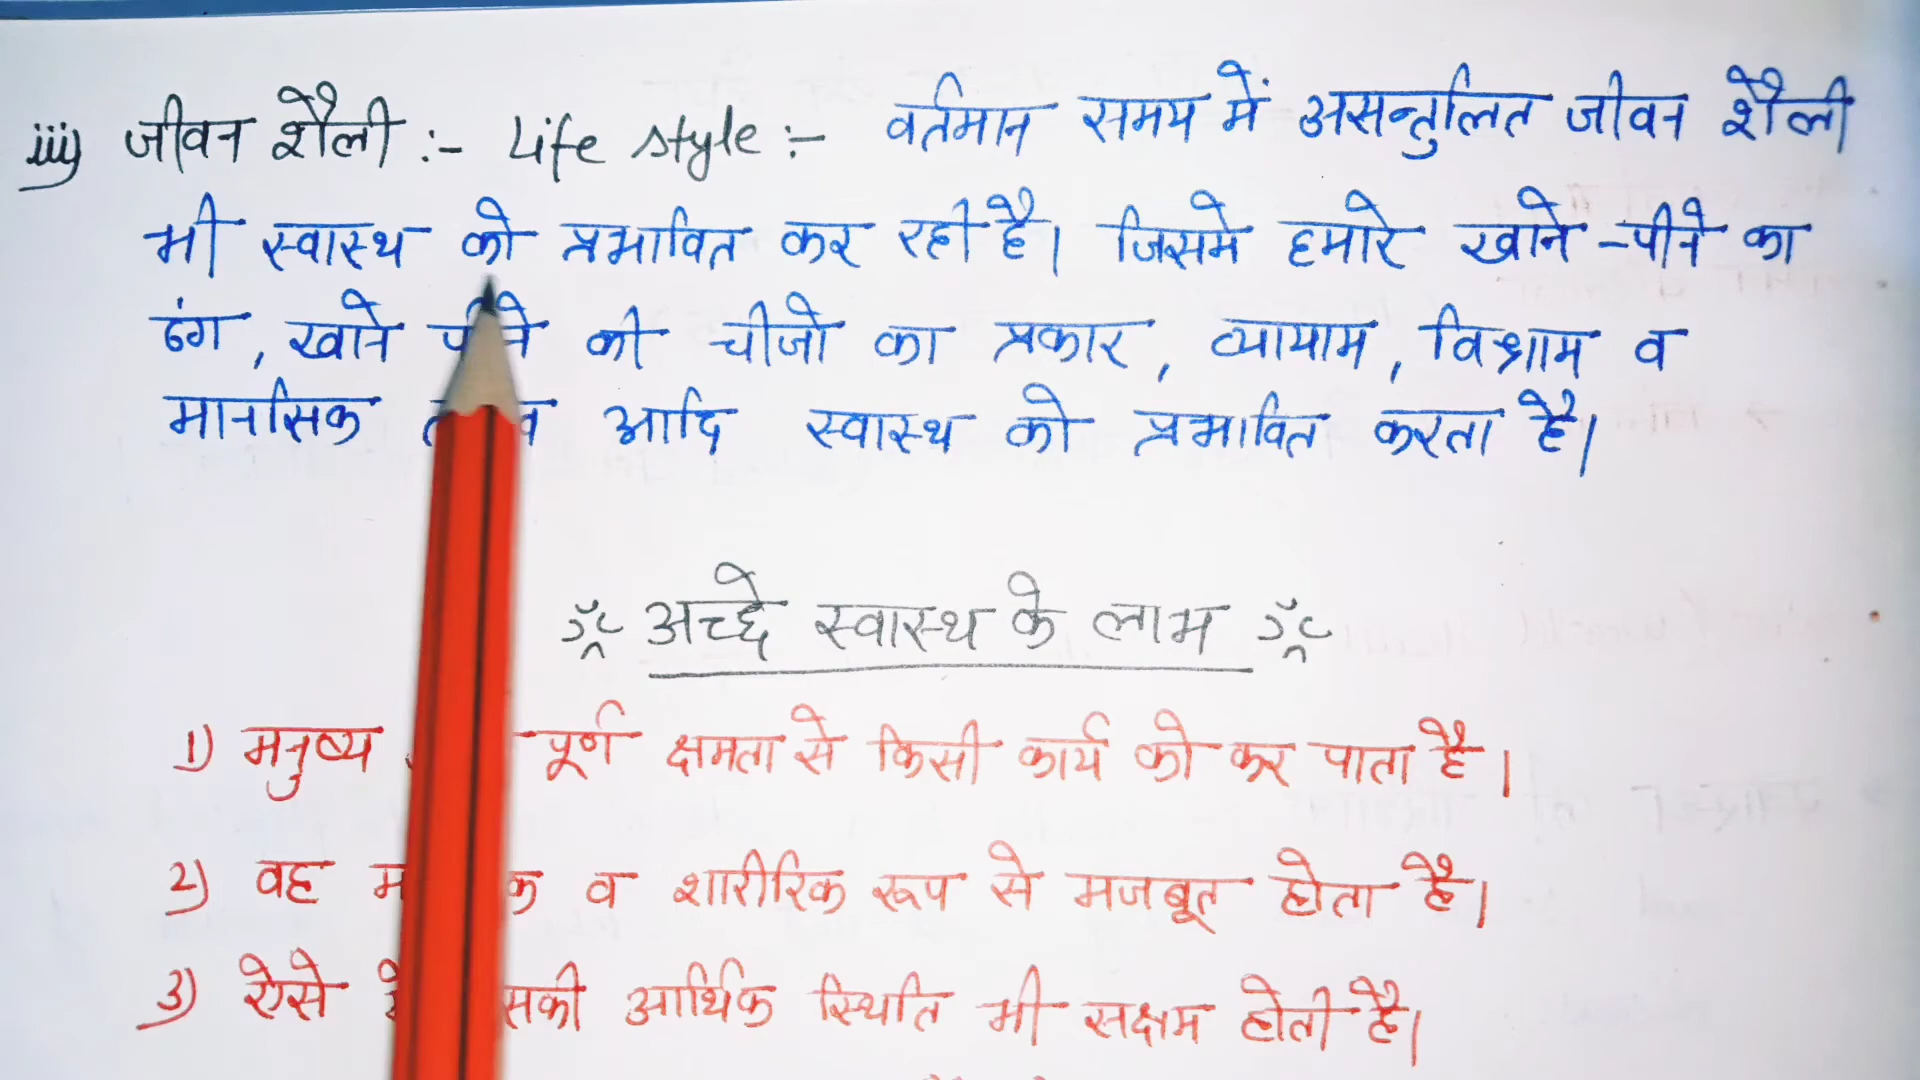 iii) जीवन शैली :- Life style :- वर्तमान समय में असन्तुलित जीवन शैली
भी स्वास्थ को प्रभावित कर रही है। जिसमे हमारे खाने-पीने का
ढंग, खाने की चीजो का प्रकार, व्यायाम, विश्राम व
मानसिक आदि स्वास्थ को प्रभावित करता है।
अच्छे स्वास्थ के लाभ
1) मनुष्य पूर्ण क्षमता से किसी कार्य को कर पाता है।
2) वह व शारीरिक रूप से मजबूत होता है।
3) ऐसे आर्थिक स्थिति भी सक्षम होती है।